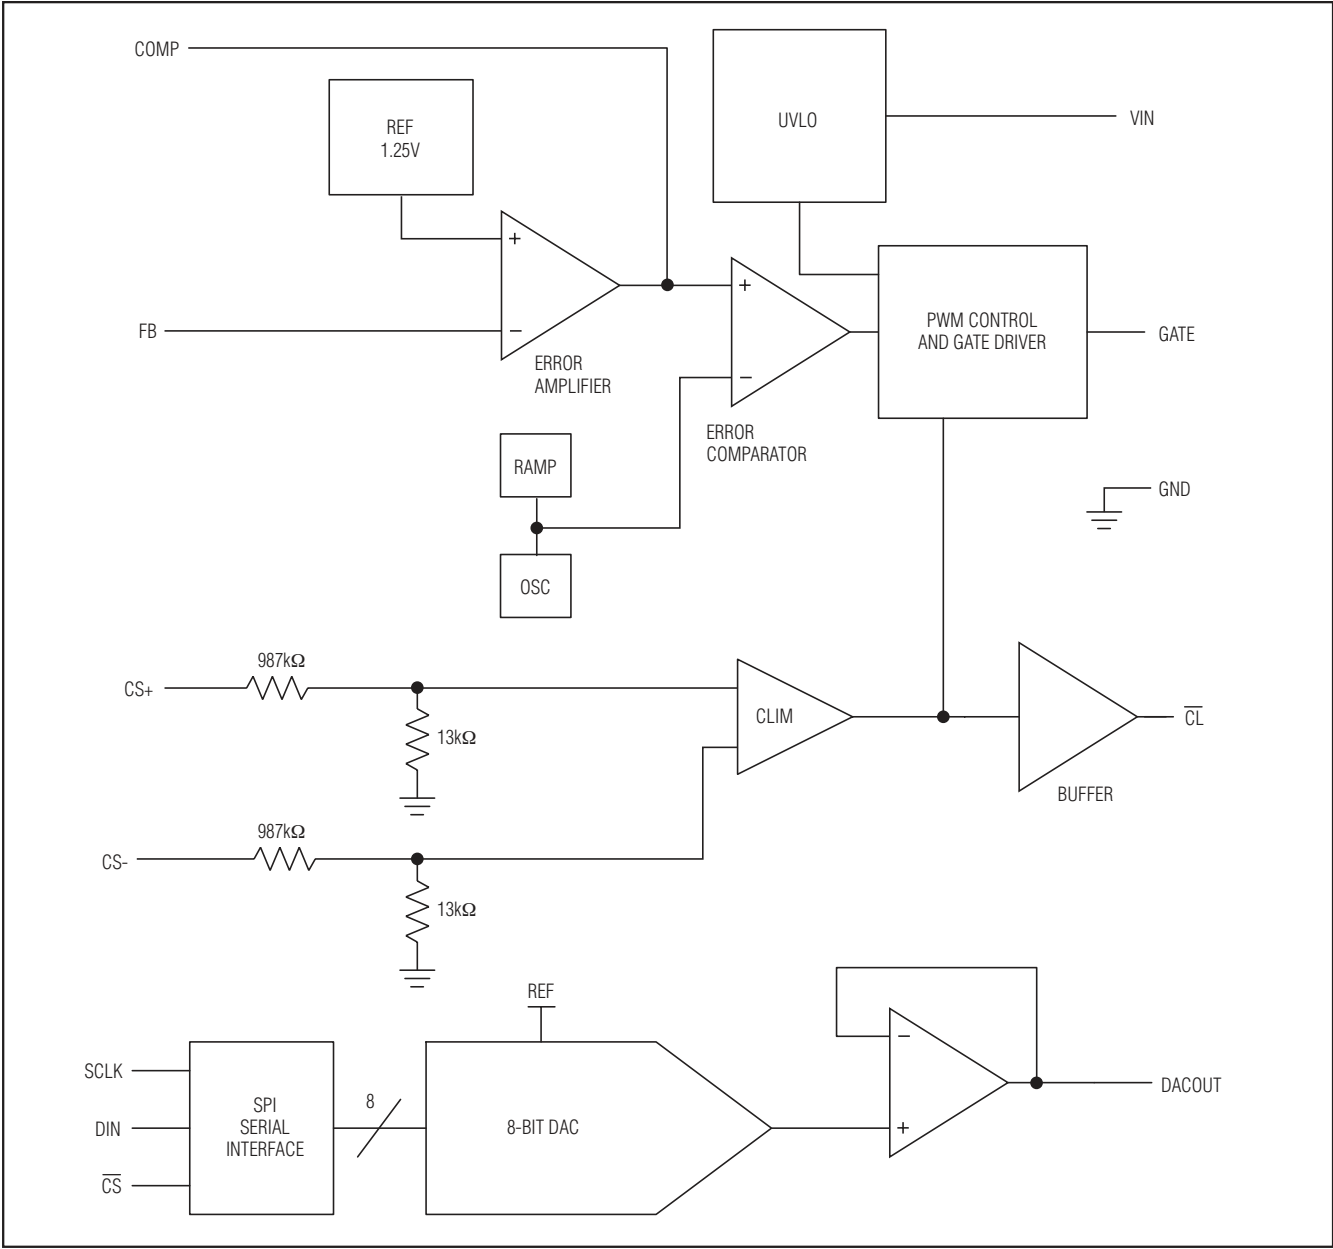 COMP
REF
1.25V
UVLO
VIN
+
−
FB
ERROR
AMPLIFIER
+
−
ERROR
COMPARATOR
PWM CONTROL
AND GATE DRIVER
GATE
RAMP
OSC
GND
CS+
987kΩ
13kΩ
CLIM
BUFFER
C̅L̅
CS-
987kΩ
13kΩ
REF
SCLK
DIN
C̅S̅
SPI
SERIAL
INTERFACE
8
8-BIT DAC
−
+
DACOUT